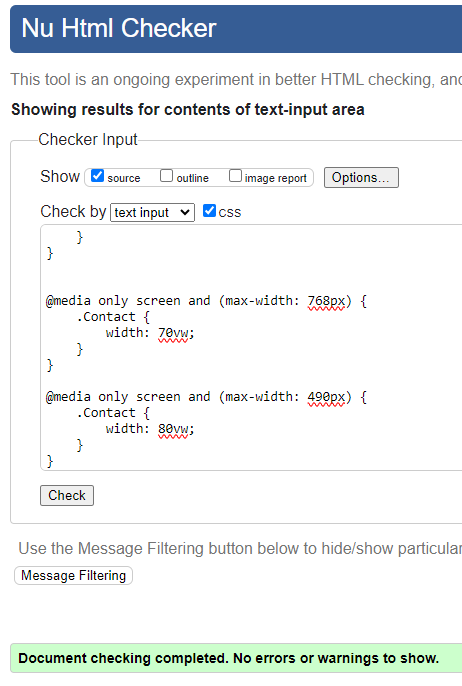 Nu Html Checker
This tool is an ongoing experiment in better HTML checking, and
Showing results for contents of text-input area
Checker Input
Show source outline image report Options...
Check by text input css
}
}
@media only screen and (max-width: 768px) {
.Contact {
width: 70vw;
}
}
@media only screen and (max-width: 490px) {
.Contact {
width: 80vw;
}
}
Check
Use the Message Filtering button below to hide/show particular
Message Filtering
Document checking completed. No errors or warnings to show.